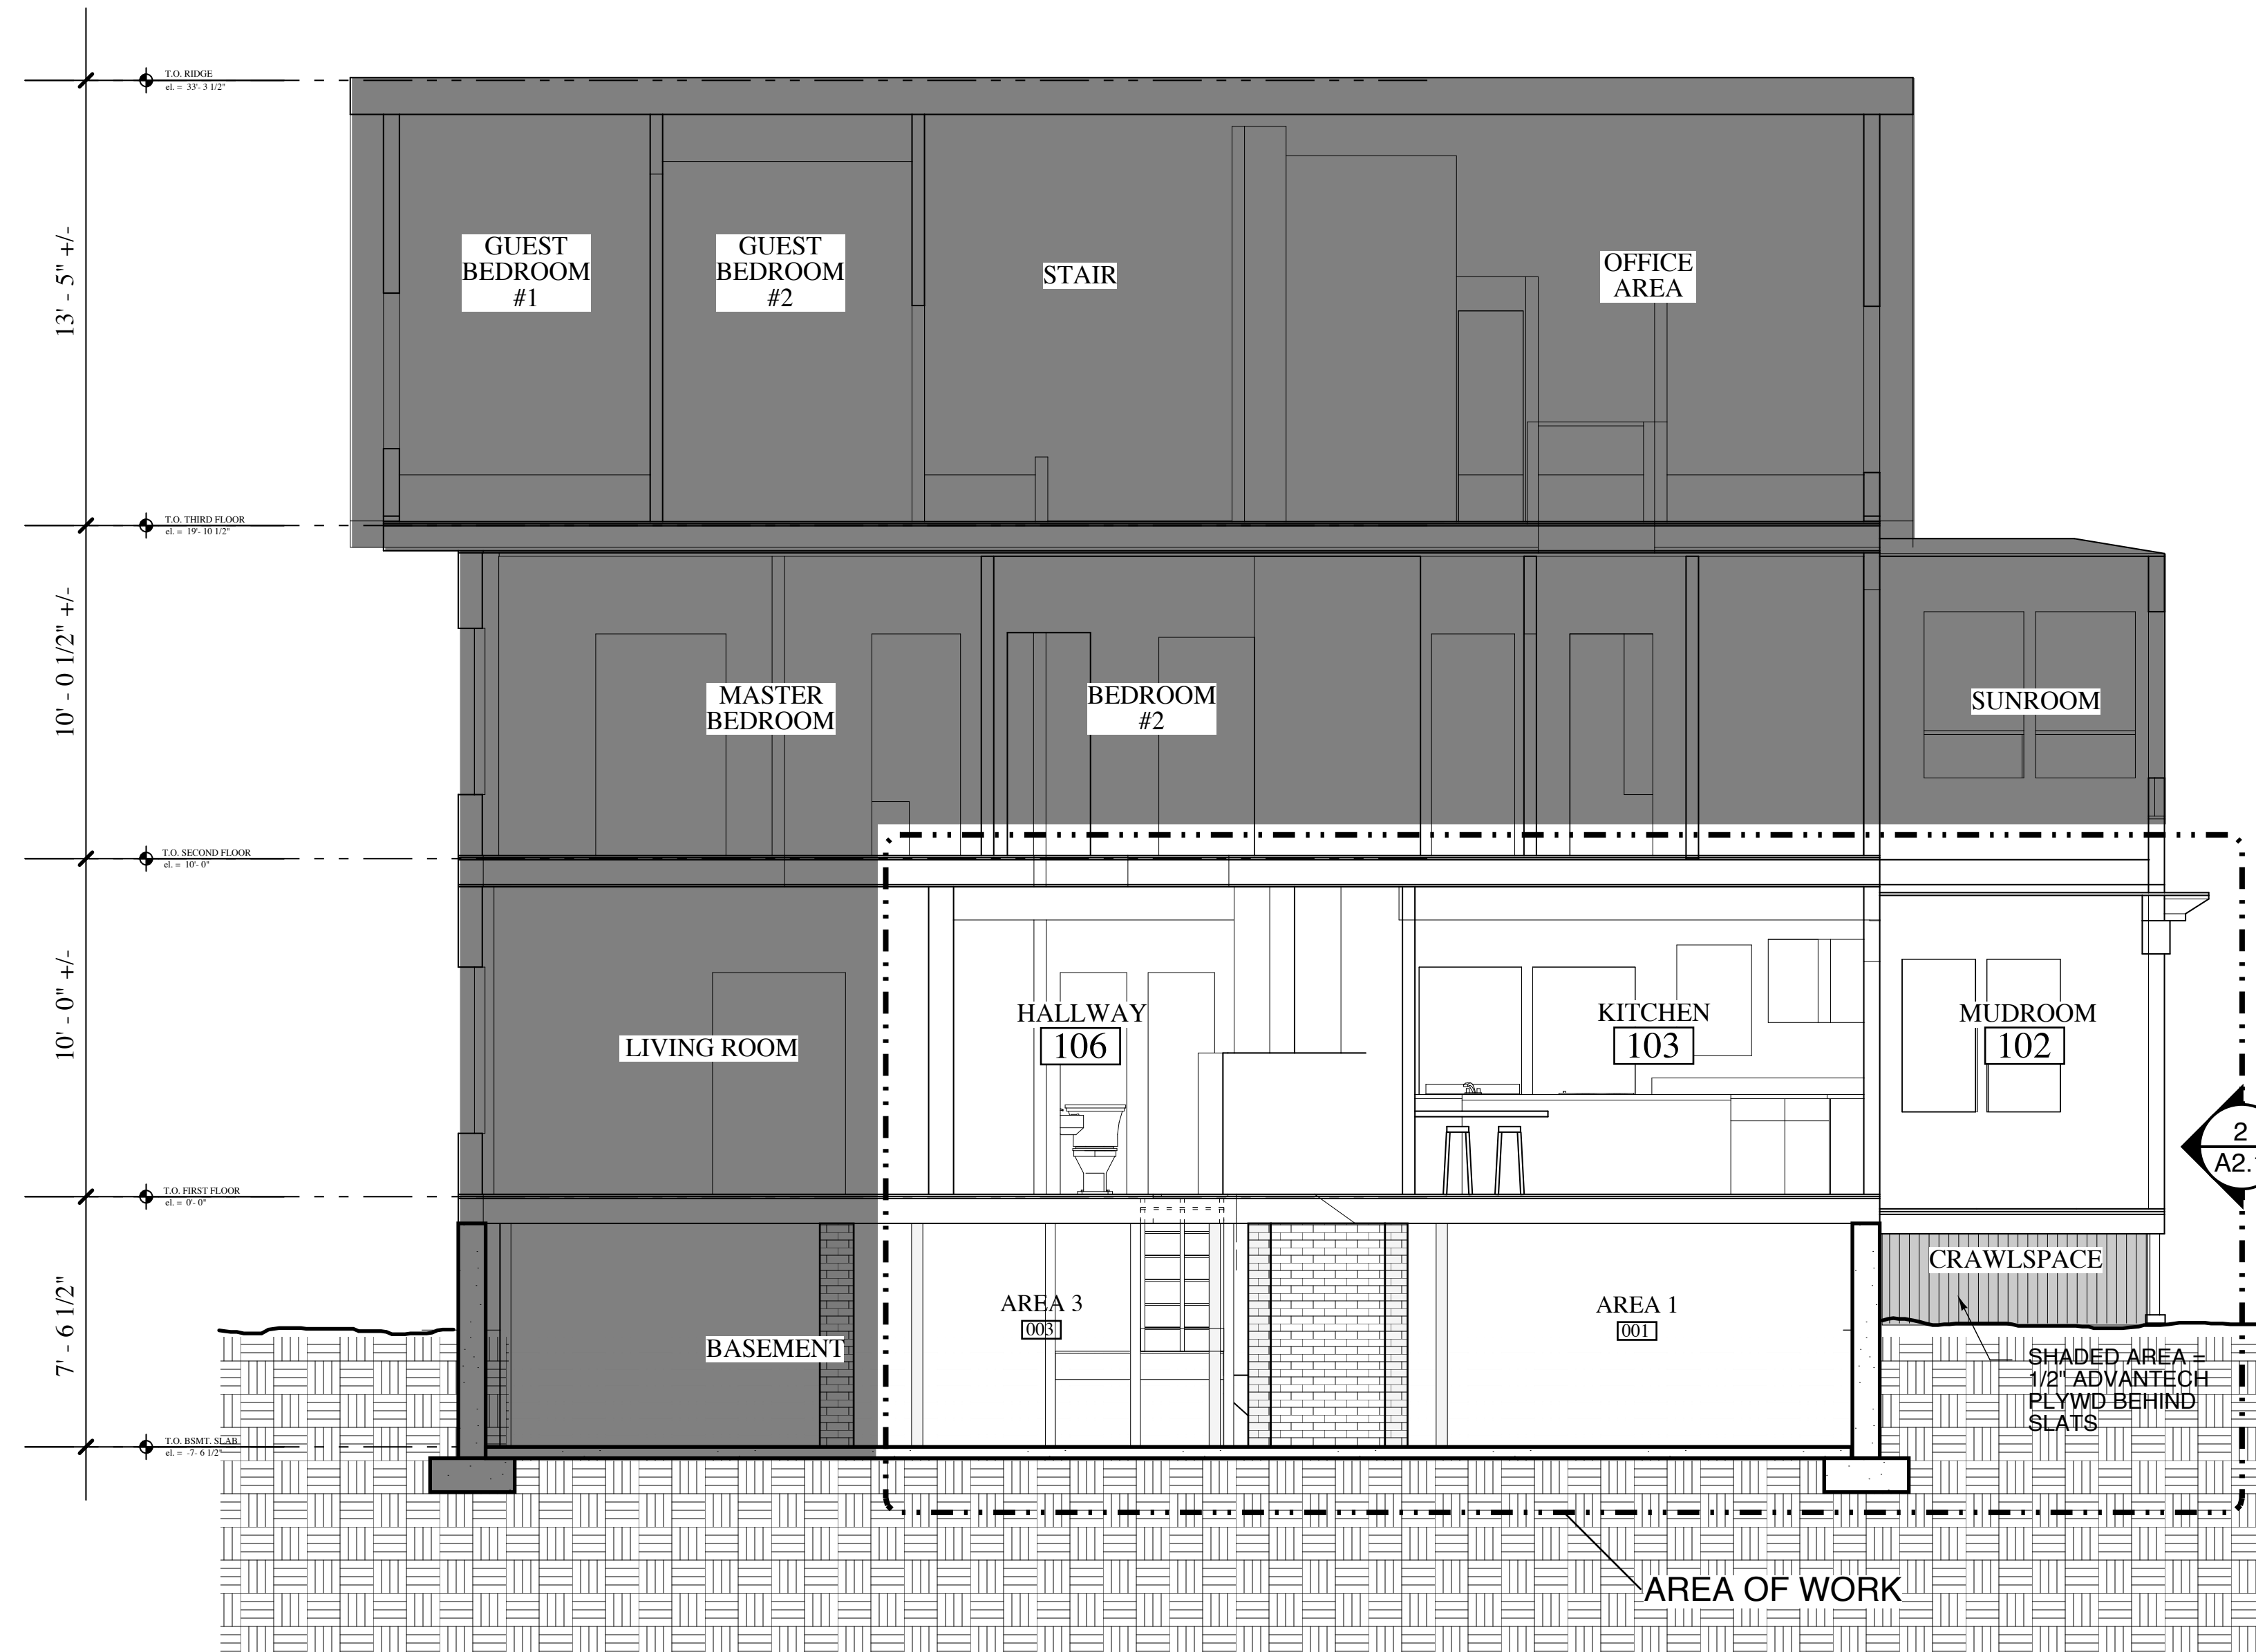 T.O. RIDGE
el. = 33'- 3 1/2"
13' - 5" +/-
GUEST
BEDROOM
#1
GUEST
BEDROOM
#2
STAIR
OFFICE
AREA
T.O. THIRD FLOOR
el. = 19'- 10 1/2"
10' - 0 1/2" +/-
MASTER
BEDROOM
BEDROOM
#2
SUNROOM
T.O. SECOND FLOOR
el. = 10'- 0"
10' - 0" +/-
LIVING ROOM
HALLWAY
106
KITCHEN
103
MUDROOM
102
2
A2.
T.O. FIRST FLOOR
el. = 0'- 0"
7' - 6 1/2"
BASEMENT
AREA 3
003
AREA 1
001
CRAWLSPACE
SHADED AREA =
1/2" ADVANTECH
PLYWD BEHIND
SLATS
T.O. BSMT. SLAB
el. = -7- 6 1/2"
AREA OF WORK